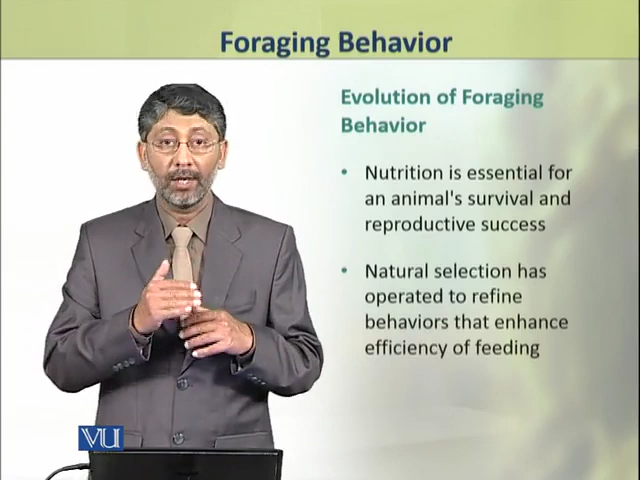 Foraging Behavior
Evolution of Foraging
Behavior
• Nutrition is essential for
an animal's survival and
reproductive success
• Natural selection has
operated to refine
behaviors that enhance
efficiency of feeding
VU